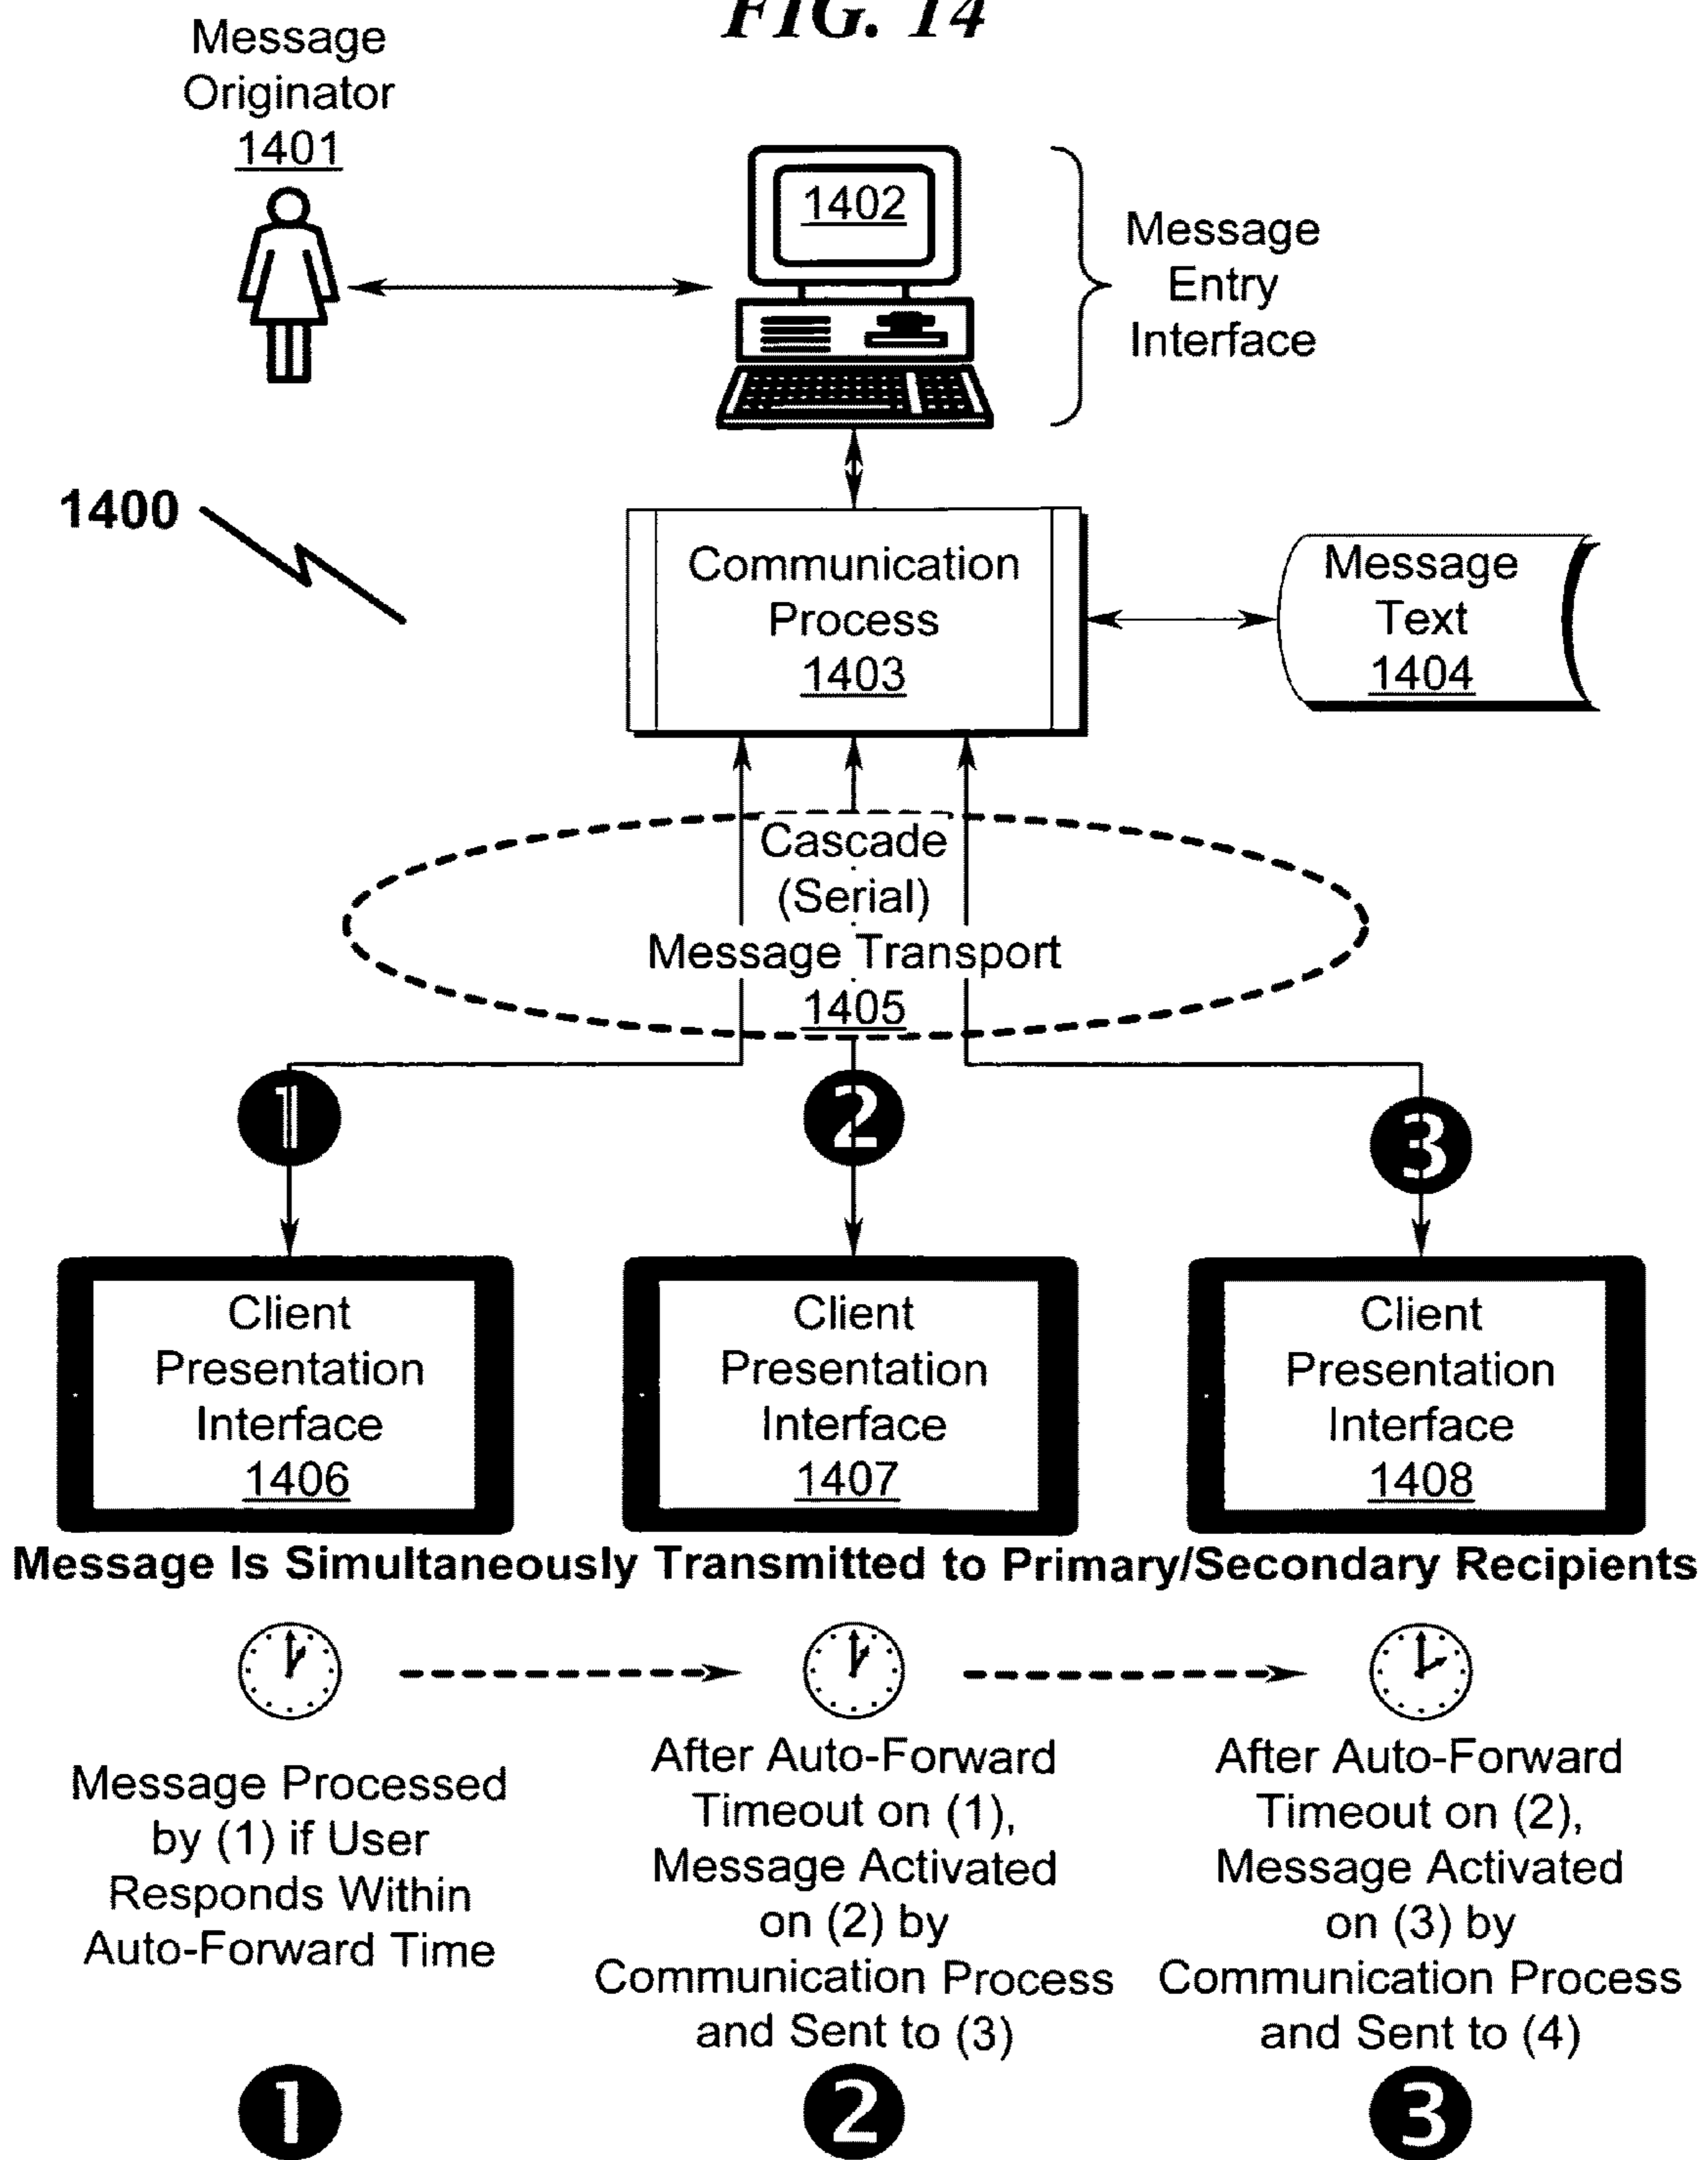 FIG. 14
Message
Originator
1401
1402
Message
Entry
Interface
1400
Communication
Process
1403
Message
Text
1404
Cascade
(Serial)
Message Transport
1405
1
2
3
Client
Presentation
Interface
1406
Client
Presentation
Interface
1407
Client
Presentation
Interface
1408
Message Is Simultaneously Transmitted to Primary/Secondary Recipients
Message Processed
by (1) if User
Responds Within
Auto-Forward Time
After Auto-Forward
Timeout on (1),
Message Activated
on (2) by
Communication Process
and Sent to (3)
After Auto-Forward
Timeout on (2),
Message Activated
on (3) by
Communication Process
and Sent to (4)
1
2
3